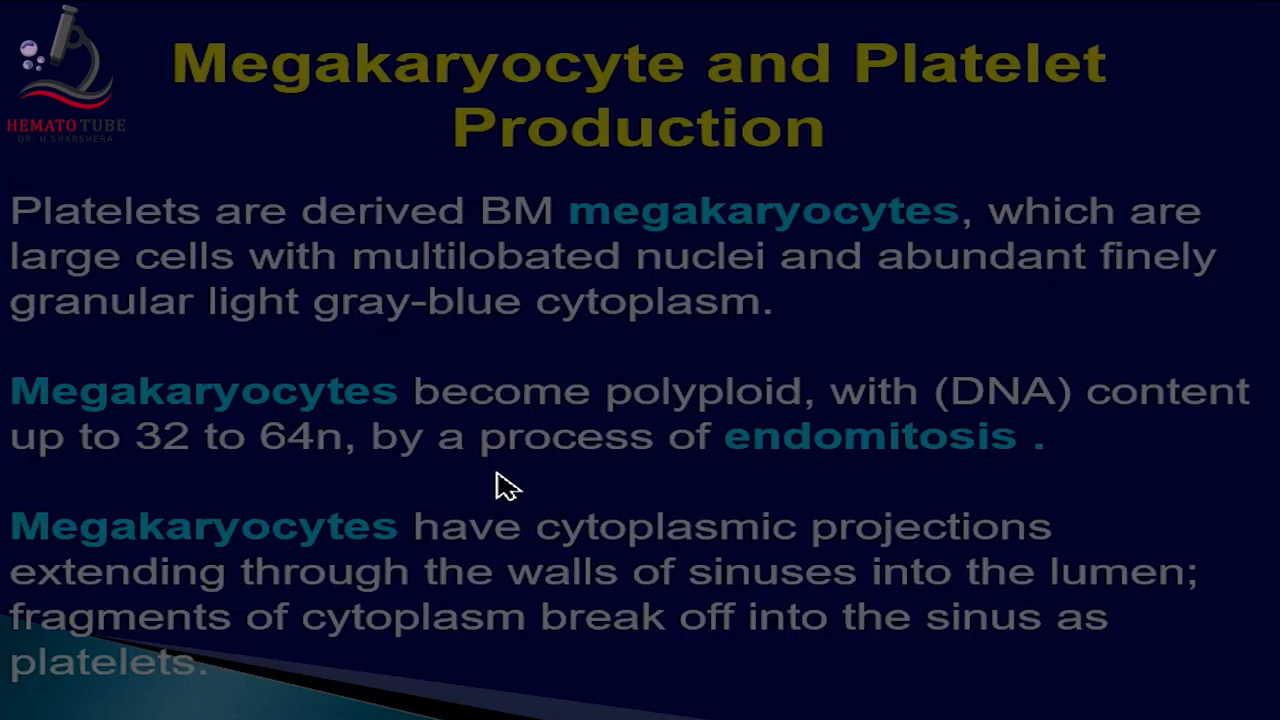 HEMATO TUBE
DR. H SHARSHERA
Megakaryocyte and Platelet
Production
Platelets are derived BM megakaryocytes, which are
large cells with multilobated nuclei and abundant finely
granular light gray-blue cytoplasm.
Megakaryocytes become polyploid, with (DNA) content
up to 32 to 64n, by a process of endomitosis .
Megakaryocytes have cytoplasmic projections
extending through the walls of sinuses into the lumen;
fragments of cytoplasm break off into the sinus as
platelets.